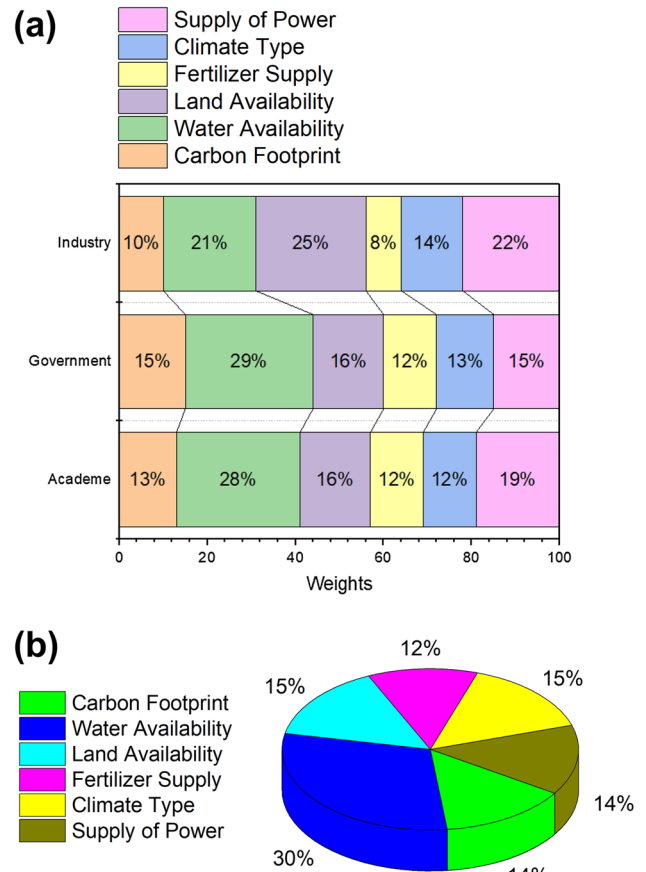 (a)
Supply of Power
Climate Type
Fertilizer Supply
Land Availability
Water Availability
Carbon Footprint
Industry
10% 21% 25% 8% 14% 22%
Government
15% 29% 16% 12% 13% 15%
Academe
13% 28% 16% 12% 12% 19%
0 20 40 60 80 100
Weights
(b)
Carbon Footprint
Water Availability
Land Availability
Fertilizer Supply
Climate Type
Supply of Power
12%
15%
15%
14%
30%
14%